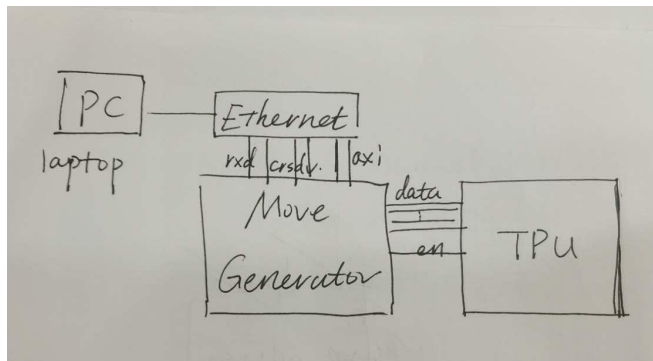 PC
Ethernet
laptop
rxd crsdv. axi
data
Move
en
TPU
Generator